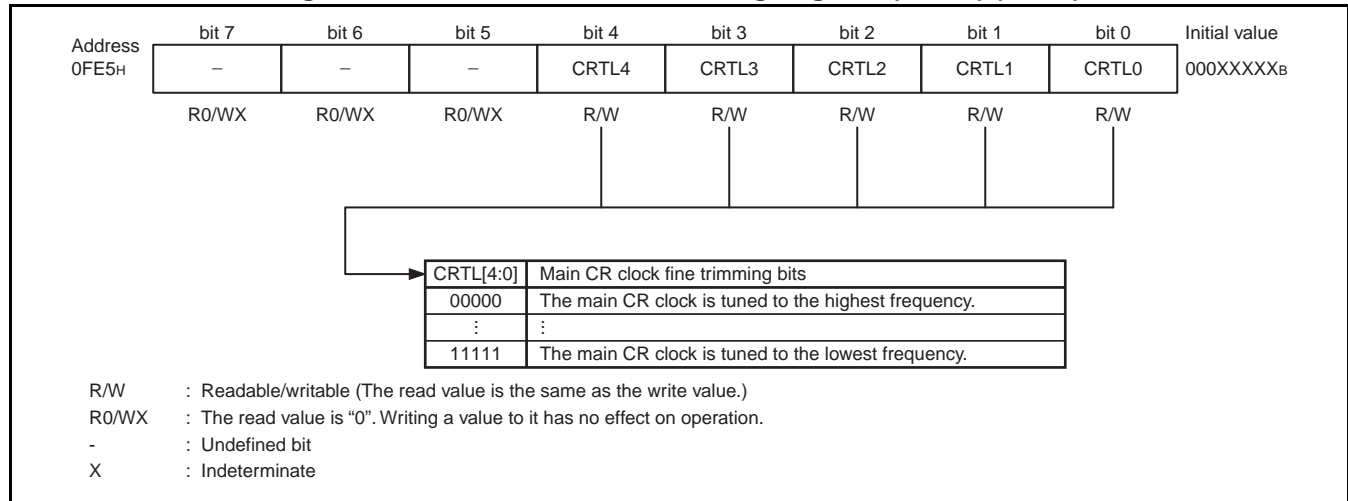 Address bit 7 bit 6 bit 5 bit 4 bit 3 bit 2 bit 1 bit 0 Initial value
0FE5H – – – CRTL4 CRTL3 CRTL2 CRTL1 CRTL0 000XXXXXB
R0/WX R0/WX R0/WX R/W R/W R/W R/W R/W
CRTL[4:0] Main CR clock fine trimming bits
00000 The main CR clock is tuned to the highest frequency.
⋮ ⋮
11111 The main CR clock is tuned to the lowest frequency.
R/W : Readable/writable (The read value is the same as the write value.)
R0/WX : The read value is “0”. Writing a value to it has no effect on operation.
- : Undefined bit
X : Indeterminate